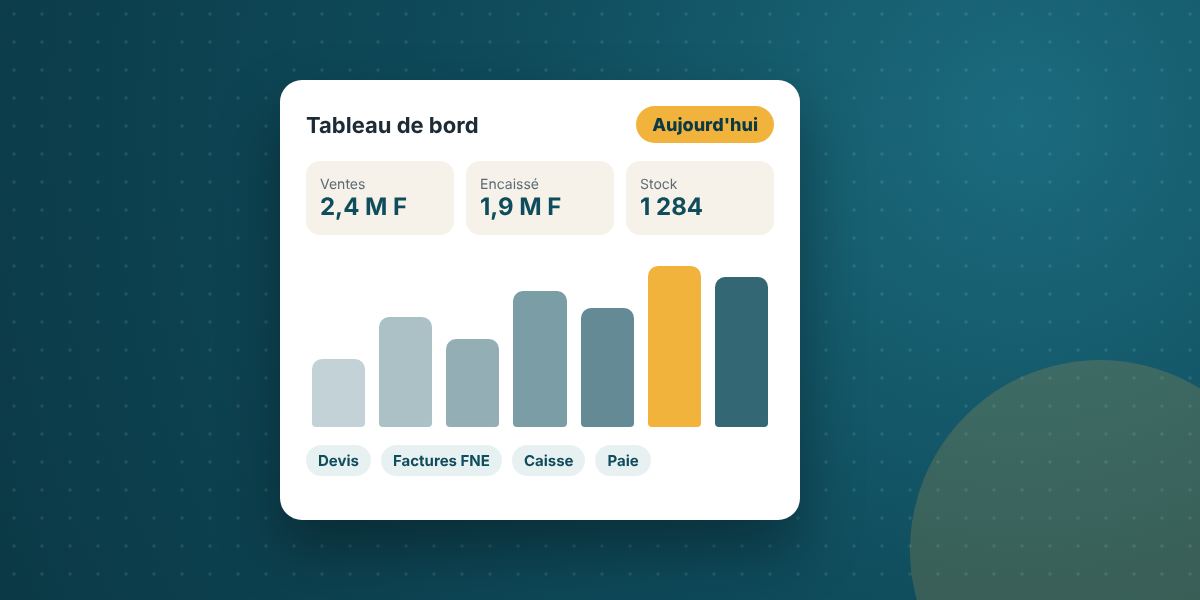 Tableau de bord
Aujourd'hui
Ventes
2,4 M F
Encaissé
1,9 M F
Stock
1 284
Devis
Factures FNE
Caisse
Paie